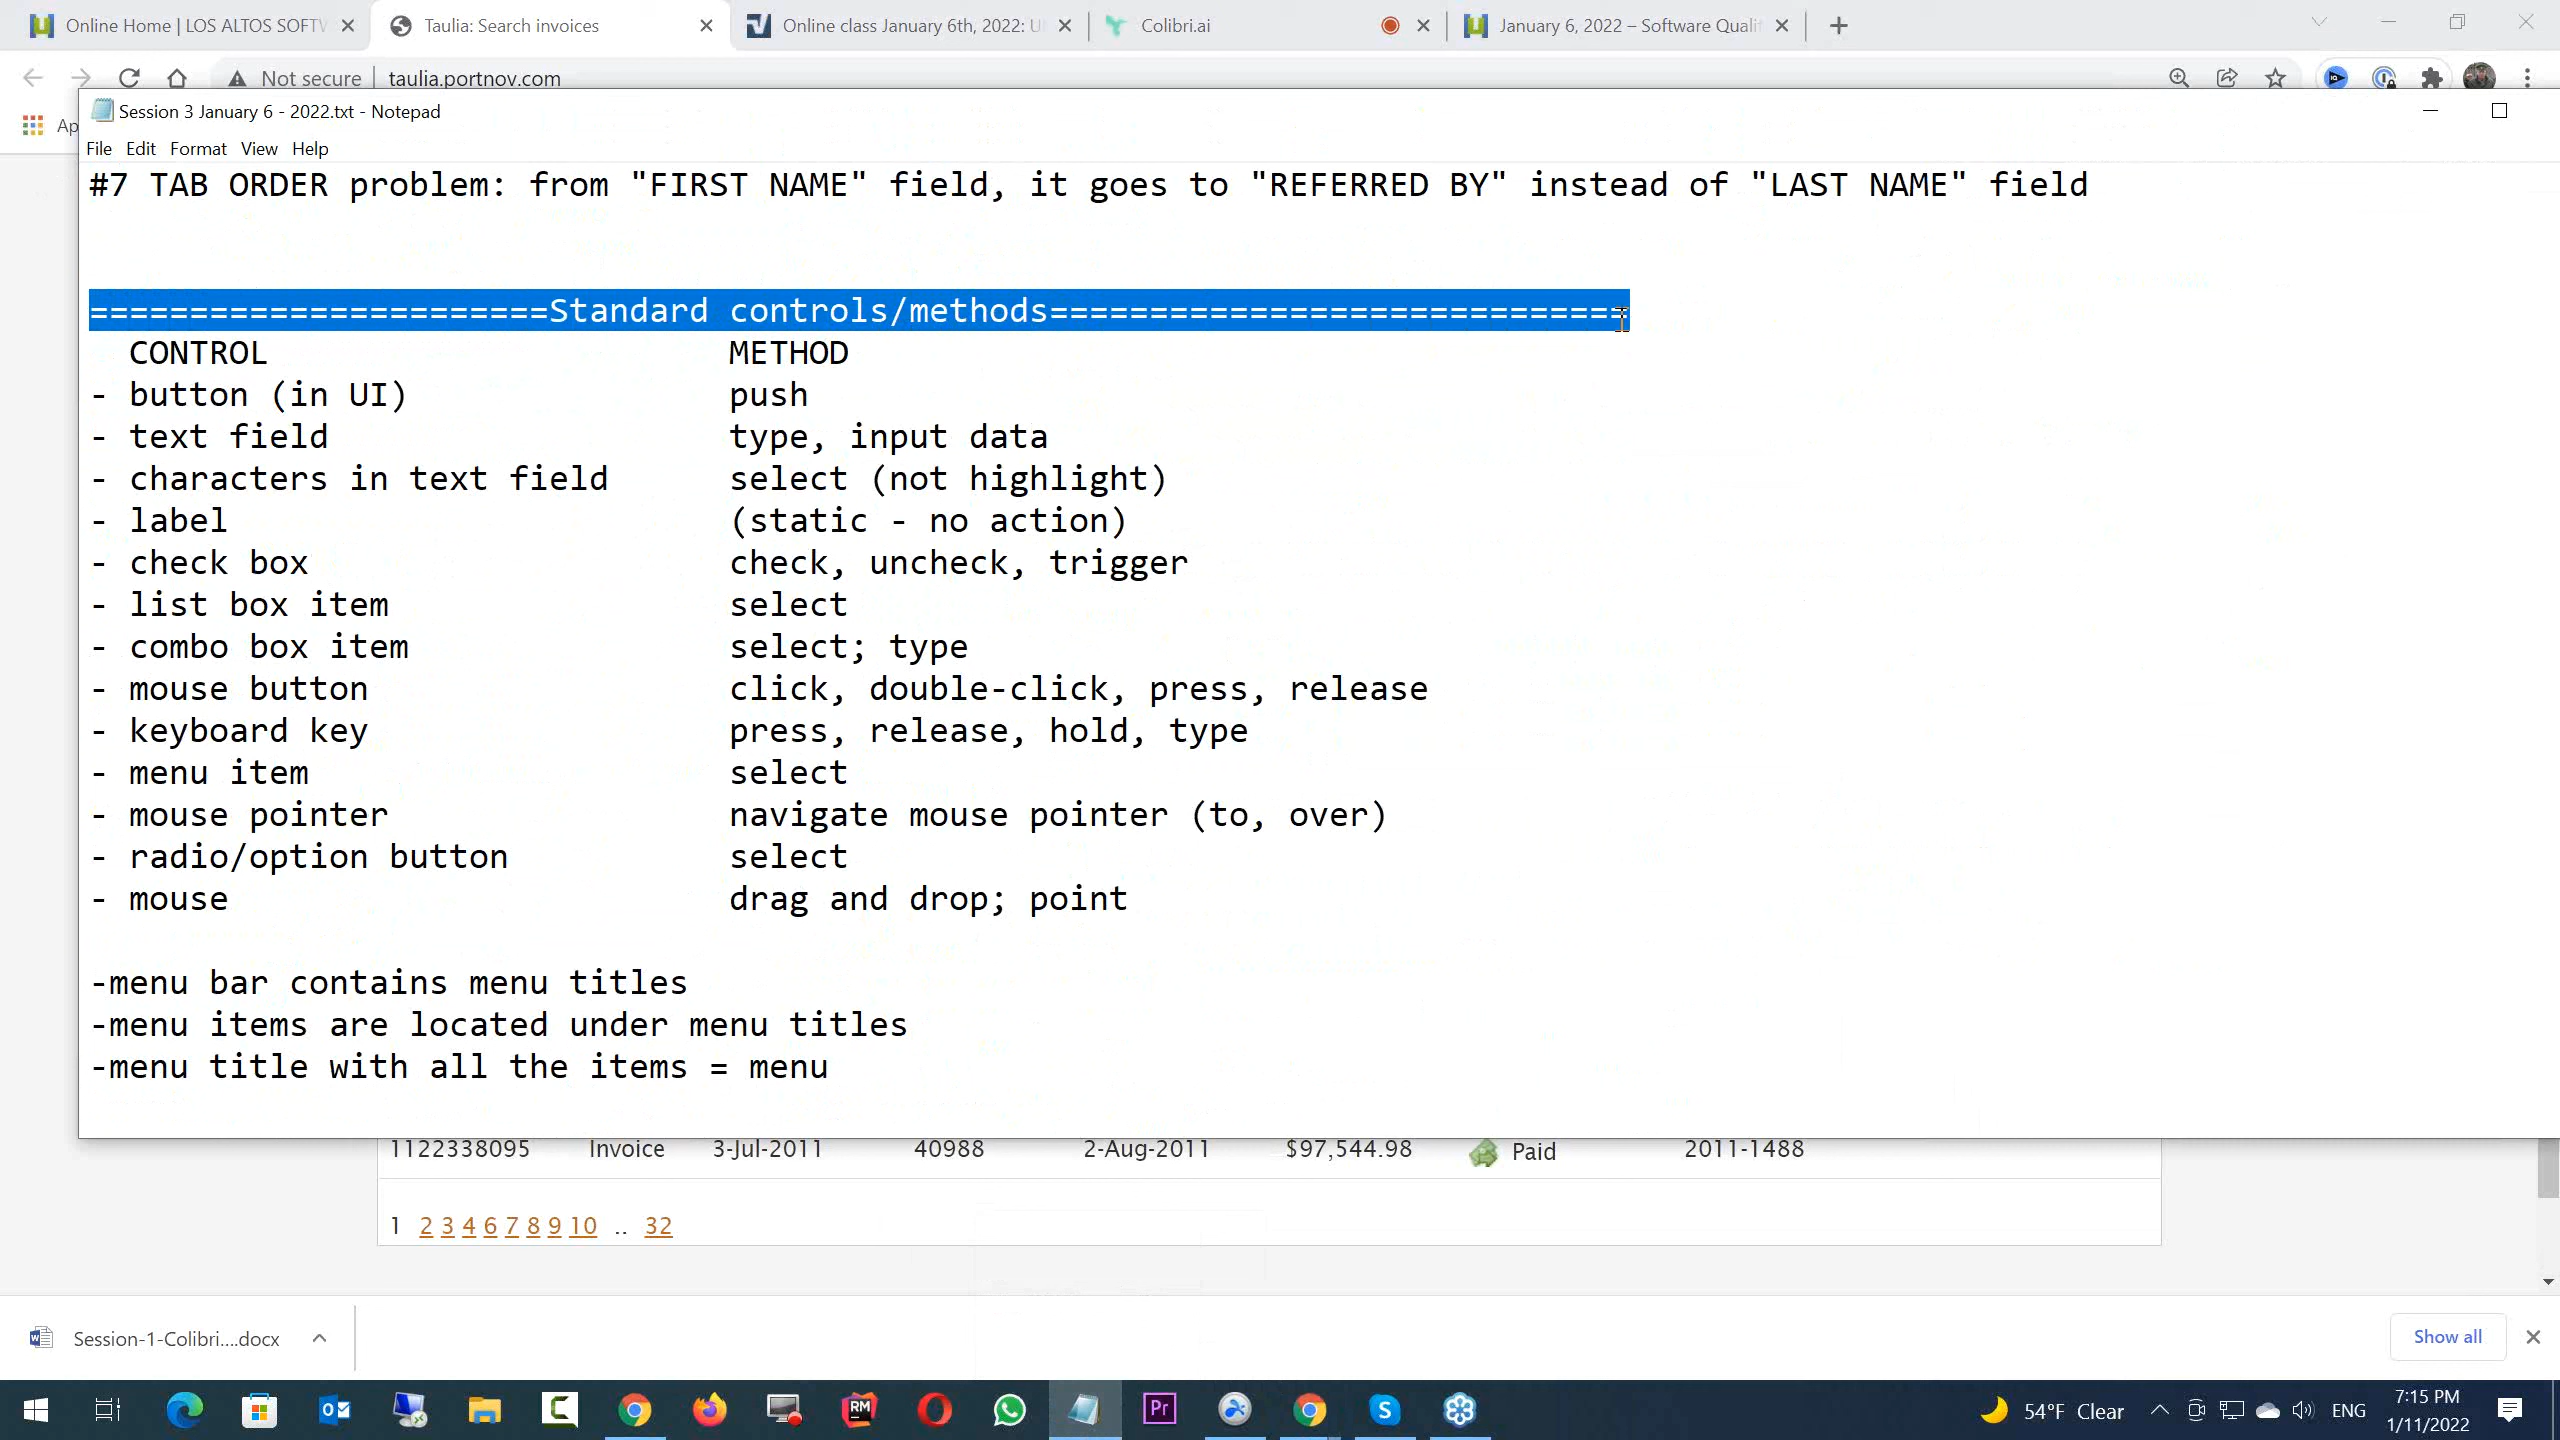 Online Home | LOS ALTOS SOFTW
Taulia: Search invoices
Online class January 6th, 2022: UI
Colibri.ai
January 6, 2022 – Software Quali
Not secure | taulia.portnov.com
Ap
Session 3 January 6 - 2022.txt - Notepad
File Edit Format View Help
#7 TAB ORDER problem: from "FIRST NAME" field, it goes to "REFERRED BY" instead of "LAST NAME" field
=======================Standard controls/methods=============================
CONTROL METHOD
- button (in UI) push
- text field type, input data
- characters in text field select (not highlight)
- label (static - no action)
- check box check, uncheck, trigger
- list box item select
- combo box item select; type
- mouse button click, double-click, press, release
- keyboard key press, release, hold, type
- menu item select
- mouse pointer navigate mouse pointer (to, over)
- radio/option button select
- mouse drag and drop; point
-menu bar contains menu titles
-menu items are located under menu titles
-menu title with all the items = menu
1122338095 Invoice 3-Jul-2011 40988 2-Aug-2011 $97,544.98 Paid 2011-1488
1 2 3 4 6 7 8 9 10 .. 32
Session-1-Colibri....docx
Show all
54°F Clear
ENG
7:15 PM
1/11/2022